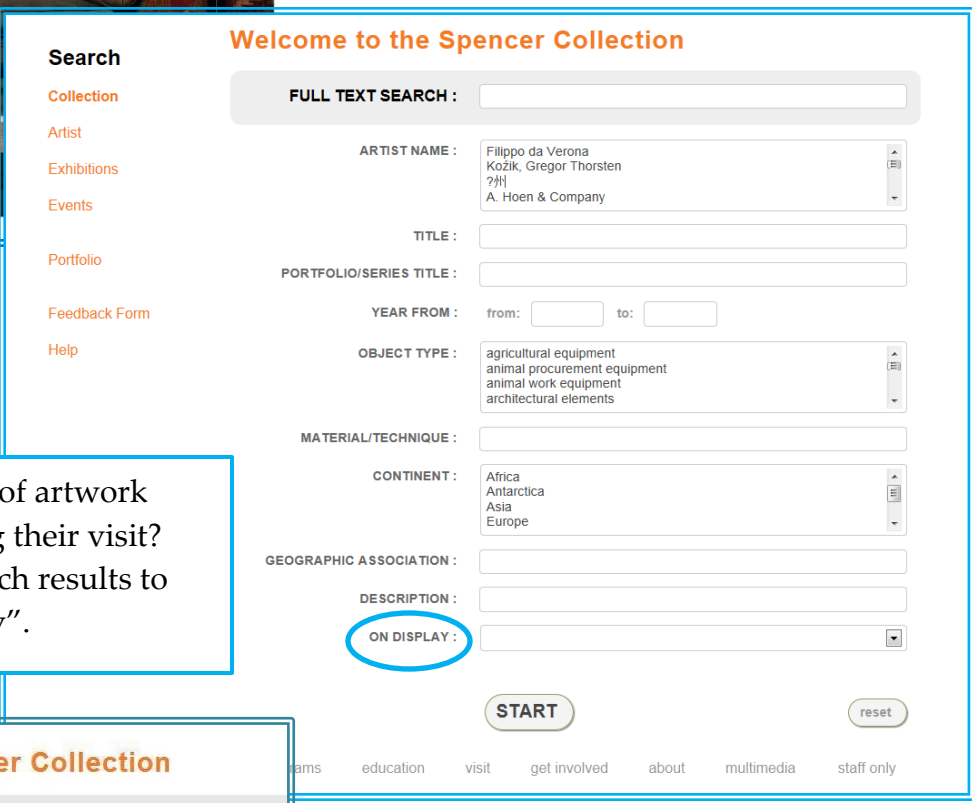 Welcome to the Spencer Collection
Search
Collection
Artist
Exhibitions
Events
Portfolio
Feedback Form
Help
FULL TEXT SEARCH :
ARTIST NAME :
Filippo da Verona
Koźik, Gregor Thorsten
?州
A. Hoen & Company
TITLE :
PORTFOLIO/SERIES TITLE :
YEAR FROM : from: to:
OBJECT TYPE :
agricultural equipment
animal procurement equipment
animal work equipment
architectural elements
MATERIAL/TECHNIQUE :
CONTINENT :
Africa
Antarctica
Asia
Europe
GEOGRAPHIC ASSOCIATION :
DESCRIPTION :
ON DISPLAY :
START reset
of artwork
their visit?
results to
”.
Collection
education visit get involved about multimedia staff only